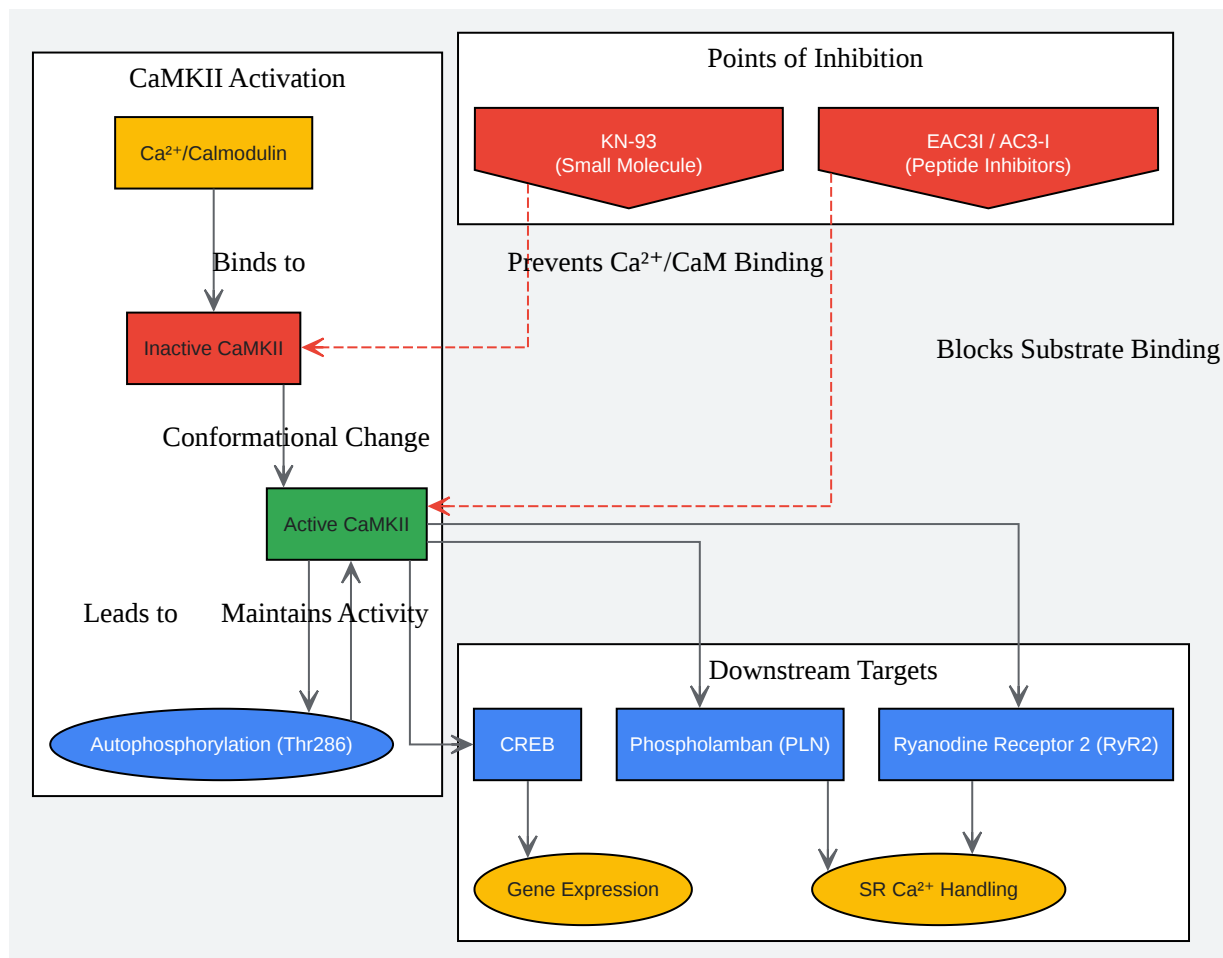 CaMKII Activation
Ca²⁺/Calmodulin
Binds to
Inactive CaMKII
Conformational Change
Active CaMKII
Leads to
Maintains Activity
Autophosphorylation (Thr286)
Points of Inhibition
KN-93
(Small Molecule)
EAC3I / AC3-I
(Peptide Inhibitors)
Prevents Ca²⁺/CaM Binding
Blocks Substrate Binding
Downstream Targets
CREB
Phospholamban (PLN)
Ryanodine Receptor 2 (RyR2)
Gene Expression
SR Ca²⁺ Handling